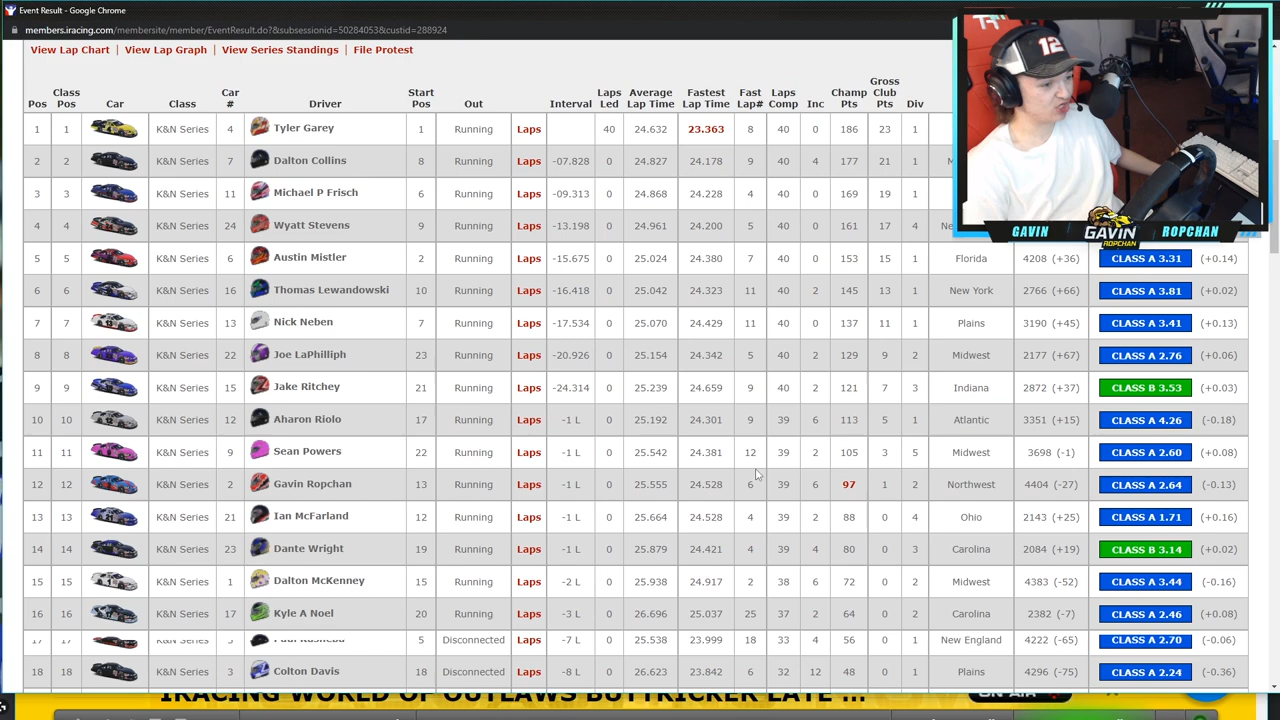 Event Result - Google Chrome
members.iracing.com/membersite/member/EventResult.do?&subsessionid=50284053&custid=288924
View Lap Chart | View Lap Graph | View Series Standings | File Protest
Pos Class Pos Car Class Car # Driver Start Pos Out Interval Laps Led Average Lap Time Fastest Lap Time Fast Lap# Laps Comp Inc Champ Pts Gross Club Pts Div
1 1 K&N Series 4 Tyler Garey 1 Running Laps 40 24.632 23.363 8 40 0 186 23 1
2 2 K&N Series 7 Dalton Collins 8 Running Laps -07.828 0 24.827 24.178 9 40 4 177 21 1
3 3 K&N Series 11 Michael P Frisch 6 Running Laps -09.313 0 24.868 24.228 4 40 0 169 19 1
4 4 K&N Series 24 Wyatt Stevens 9 Running Laps -13.198 0 24.961 24.200 5 40 0 161 17 4
5 5 K&N Series 6 Austin Mistler 2 Running Laps -15.675 0 25.024 24.380 7 40 0 153 15 1 Florida 4208 (+36) CLASS A 3.31 (+0.14)
6 6 K&N Series 16 Thomas Lewandowski 10 Running Laps -16.418 0 25.042 24.323 11 40 2 145 13 1 New York 2766 (+66) CLASS A 3.81 (+0.02)
7 7 K&N Series 13 Nick Neben 7 Running Laps -17.534 0 25.070 24.429 11 40 0 137 11 1 Plains 3190 (+45) CLASS A 3.41 (+0.13)
8 8 K&N Series 22 Joe LaPhilliph 23 Running Laps -20.926 0 25.154 24.342 5 40 2 129 9 2 Midwest 2177 (+67) CLASS A 2.76 (+0.06)
9 9 K&N Series 15 Jake Ritchey 21 Running Laps -24.314 0 25.239 24.659 9 40 2 121 7 3 Indiana 2872 (+37) CLASS B 3.53 (+0.03)
10 10 K&N Series 12 Aharon Riolo 17 Running Laps -1 L 0 25.192 24.301 9 39 6 113 5 1 Atlantic 3351 (+15) CLASS A 4.26 (-0.18)
11 11 K&N Series 9 Sean Powers 22 Running Laps -1 L 0 25.542 24.381 12 39 2 105 3 5 Midwest 3698 (-1) CLASS A 2.60 (+0.08)
12 12 K&N Series 2 Gavin Ropchan 13 Running Laps -1 L 0 25.555 24.528 6 39 6 97 1 2 Northwest 4404 (-27) CLASS A 2.64 (-0.13)
13 13 K&N Series 21 Ian McFarland 12 Running Laps -1 L 0 25.664 24.528 4 39 2 88 0 4 Ohio 2143 (+25) CLASS A 1.71 (+0.16)
14 14 K&N Series 23 Dante Wright 19 Running Laps -1 L 0 25.879 24.421 4 39 4 80 0 3 Carolina 2084 (+19) CLASS B 3.14 (+0.02)
15 15 K&N Series 1 Dalton McKenney 15 Running Laps -2 L 0 25.938 24.917 2 38 10 72 0 2 Midwest 4383 (-52) CLASS A 3.44 (-0.16)
16 16 K&N Series 17 Kyle A Noel 20 Running Laps -3 L 0 26.696 25.037 25 37 2 64 0 2 Carolina 2382 (-7) CLASS A 2.46 (+0.08)
17 17 K&N Series 5 5 Disconnected Laps -7 L 0 25.538 23.999 18 33 4 56 0 1 New England 4222 (-65) CLASS A 2.70 (-0.06)
18 18 K&N Series 3 Colton Davis 18 Disconnected Laps -8 L 0 26.623 23.842 6 32 12 48 0 1 Plains 4296 (-75) CLASS A 2.24 (-0.36)
12
GAVIN GAVIN ROPCHAN ROPCHAN
IRACING WORLD OF OUTLAWS BUTTKICKER LATE ...
ON AIR